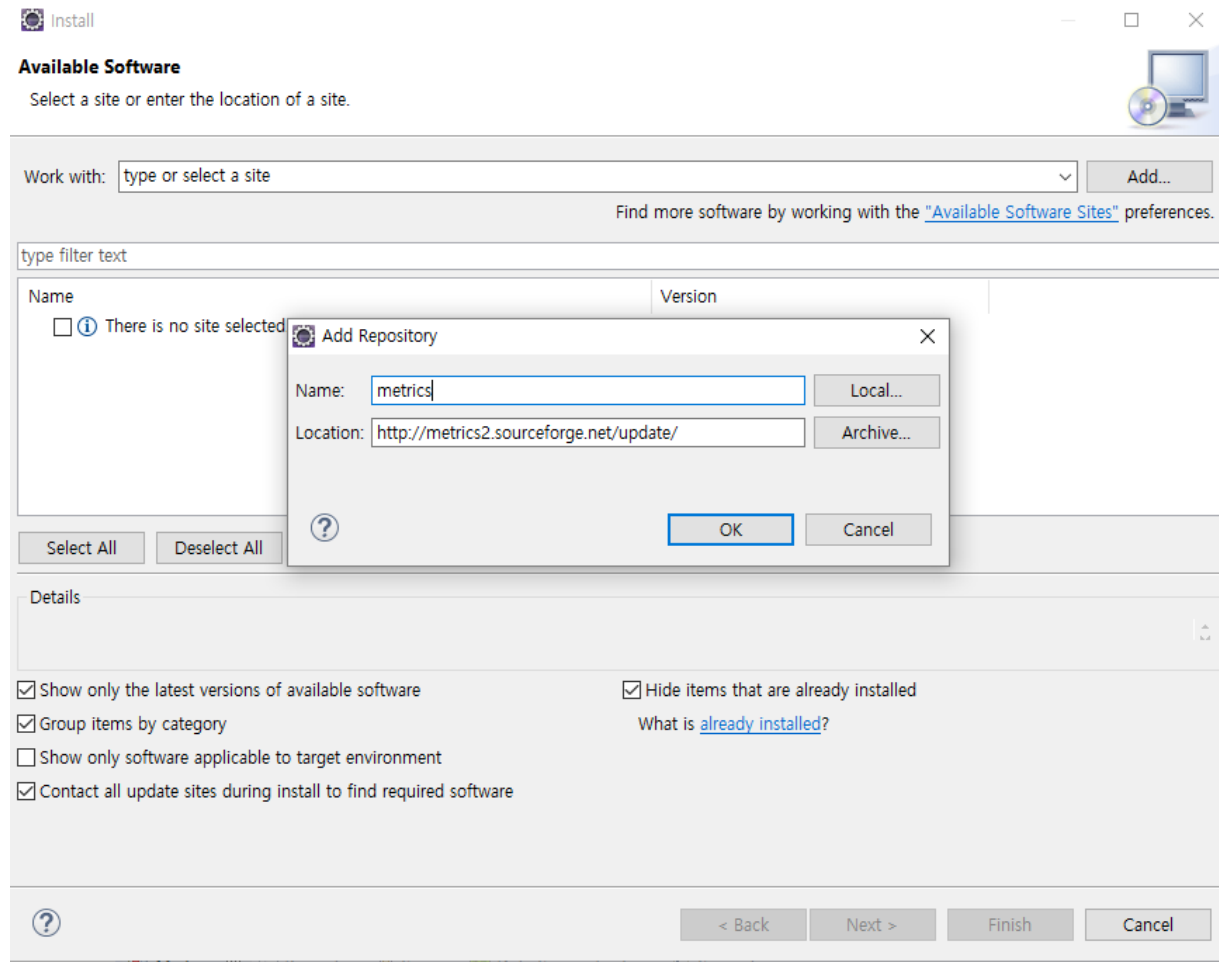 Install
Available Software
Select a site or enter the location of a site.
Work with: type or select a site Add...
Find more software by working with the "Available Software Sites" preferences.
type filter text
Name Version
There is no site selected
Add Repository
Name: metrics Local...
Location: http://metrics2.sourceforge.net/update/ Archive...
OK Cancel
Select All Deselect All
Details
Show only the latest versions of available software Hide items that are already installed
Group items by category What is already installed?
Show only software applicable to target environment
Contact all update sites during install to find required software
< Back Next > Finish Cancel